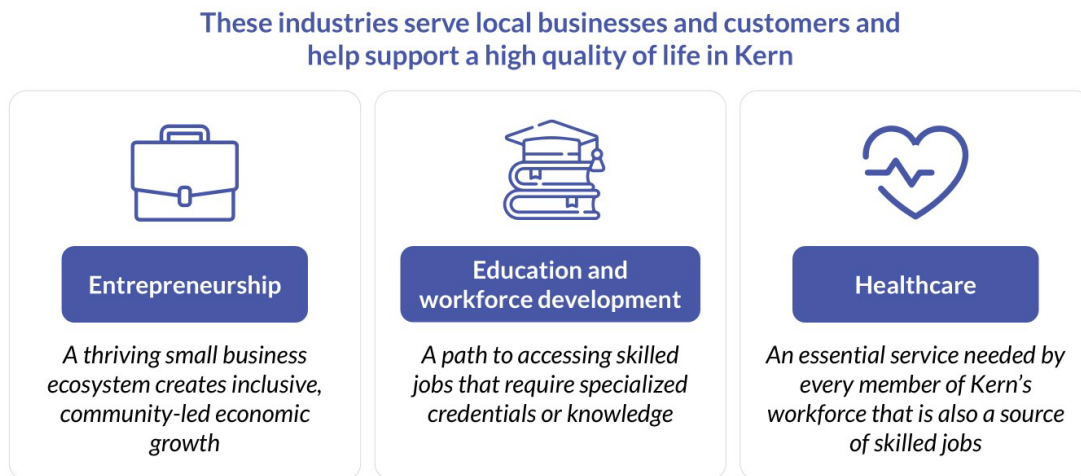 These industries serve local businesses and customers and
help support a high quality of life in Kern
Entrepreneurship
A thriving small business
ecosystem creates inclusive,
community-led economic
growth
Education and
workforce development
A path to accessing skilled
jobs that require specialized
credentials or knowledge
Healthcare
An essential service needed by
every member of Kern’s
workforce that is also a source
of skilled jobs